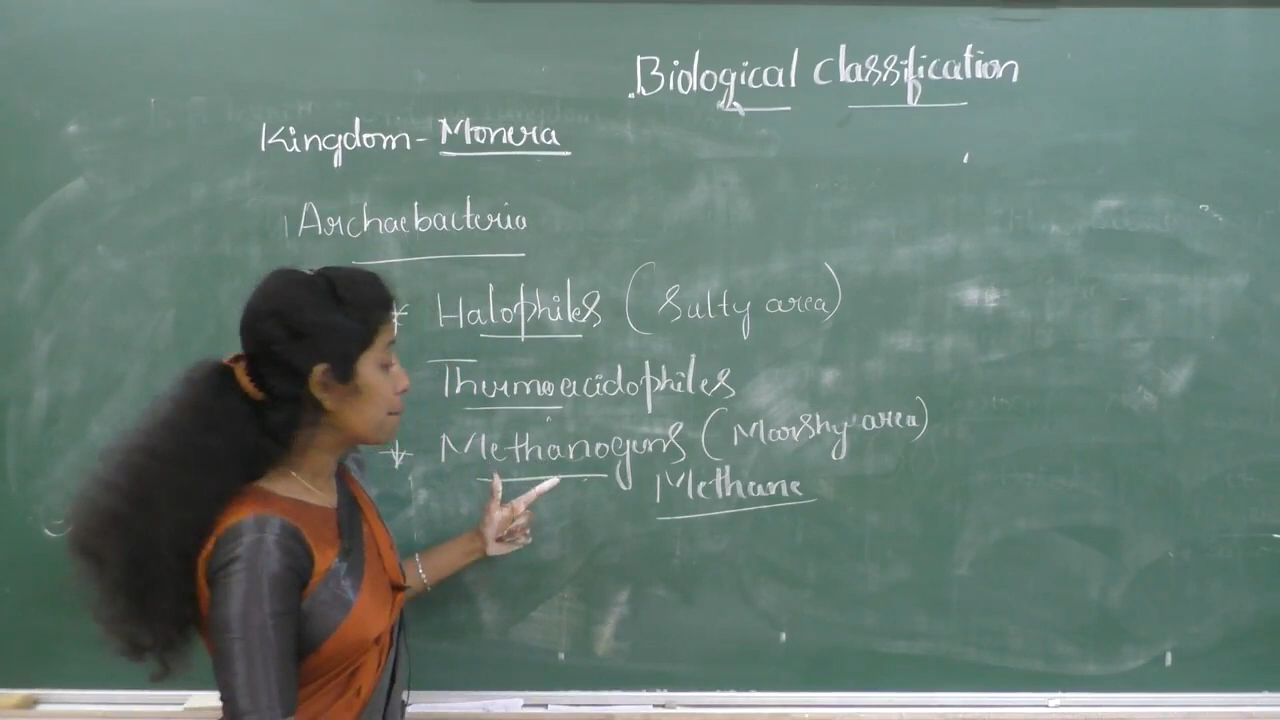 Biological classification
Kingdom - Monera
Archaebacteria
* Halophiles (Salty area)
Thermoacidophiles
* Methanogens (Marshy area)
Methane